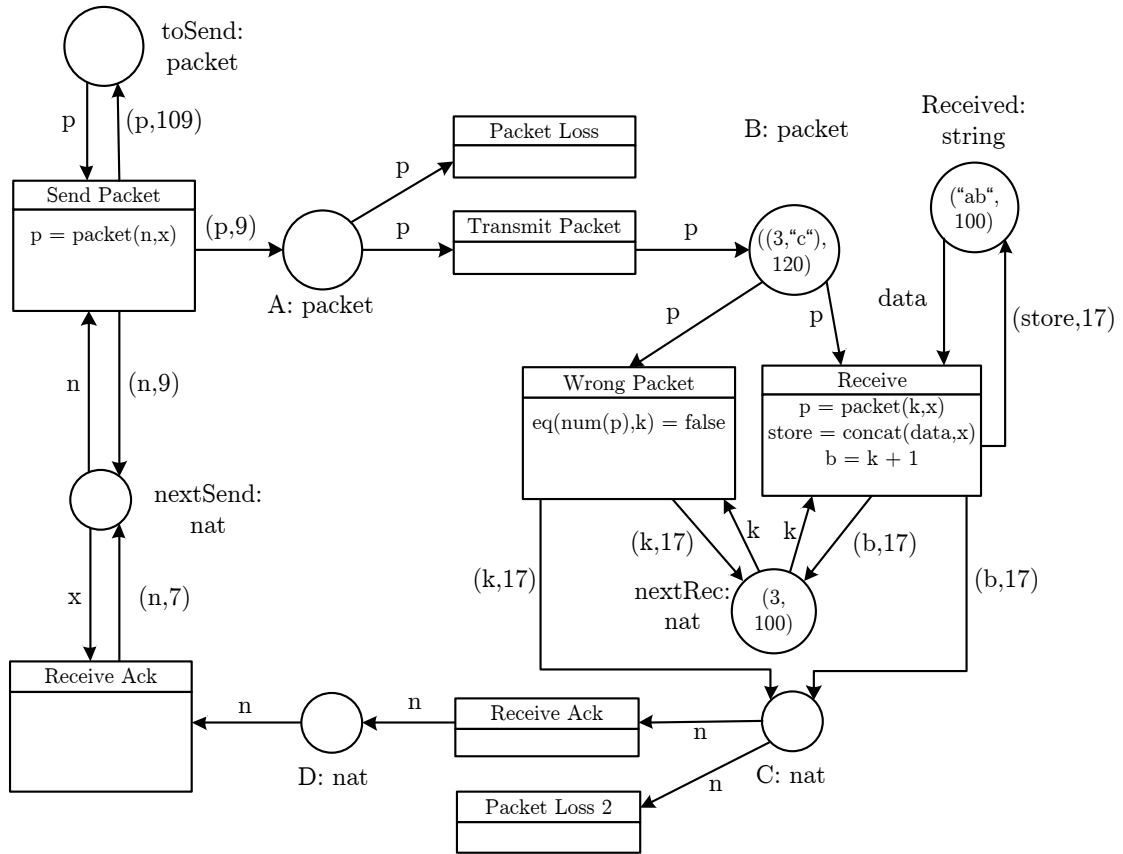 toSend:
packet
p
(p,109)
Send Packet
p = packet(n,x)
(p,9)
A: packet
p
Packet Loss
p
Transmit Packet
p
B: packet
((3,“c“),
120)
Received:
string
(“ab“,
100)
data
(store,17)
p
p
Wrong Packet
eq(num(p),k) = false
Receive
p = packet(k,x)
store = concat(data,x)
b = k + 1
n
(n,9)
nextSend:
nat
x
(n,7)
(k,17)
(k,17)
k
k
(b,17)
(b,17)
nextRec:
nat
(3,
100)
Receive Ack
n
D: nat
n
Receive Ack
n
C: nat
n
Packet Loss 2